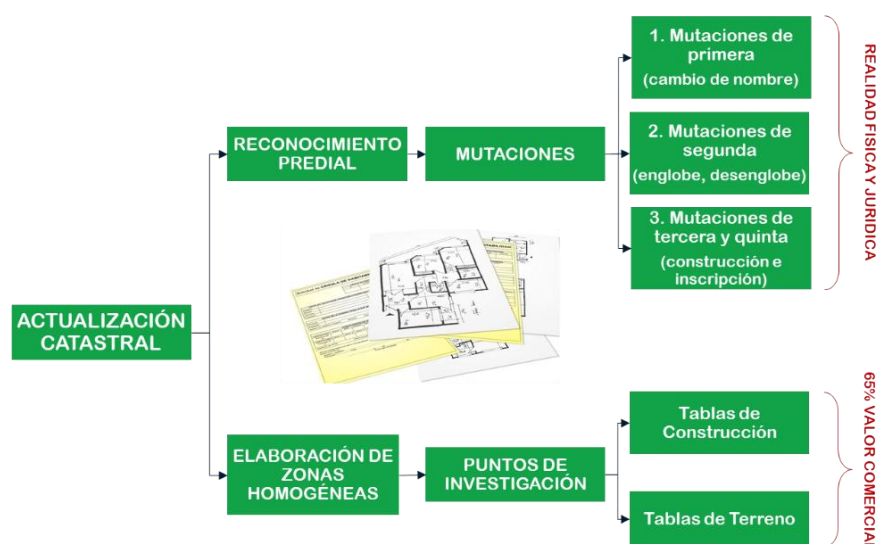 ACTUALIZACIÓN
CATASTRAL
RECONOCIMIENTO
PREDIAL
MUTACIONES
1. Mutaciones de
primera
(cambio de nombre)
2. Mutaciones de
segunda
(englobe, desenglobe)
3. Mutaciones de
tercera y quinta
(construcción e
inscripción)
REALIDAD FISICA Y JURIDICA
ELABORACIÓN DE
ZONAS
HOMOGÉNEAS
PUNTOS DE
INVESTIGACIÓN
Tablas de
Construcción
Tablas de Terreno
65% VALOR COMERCIAL